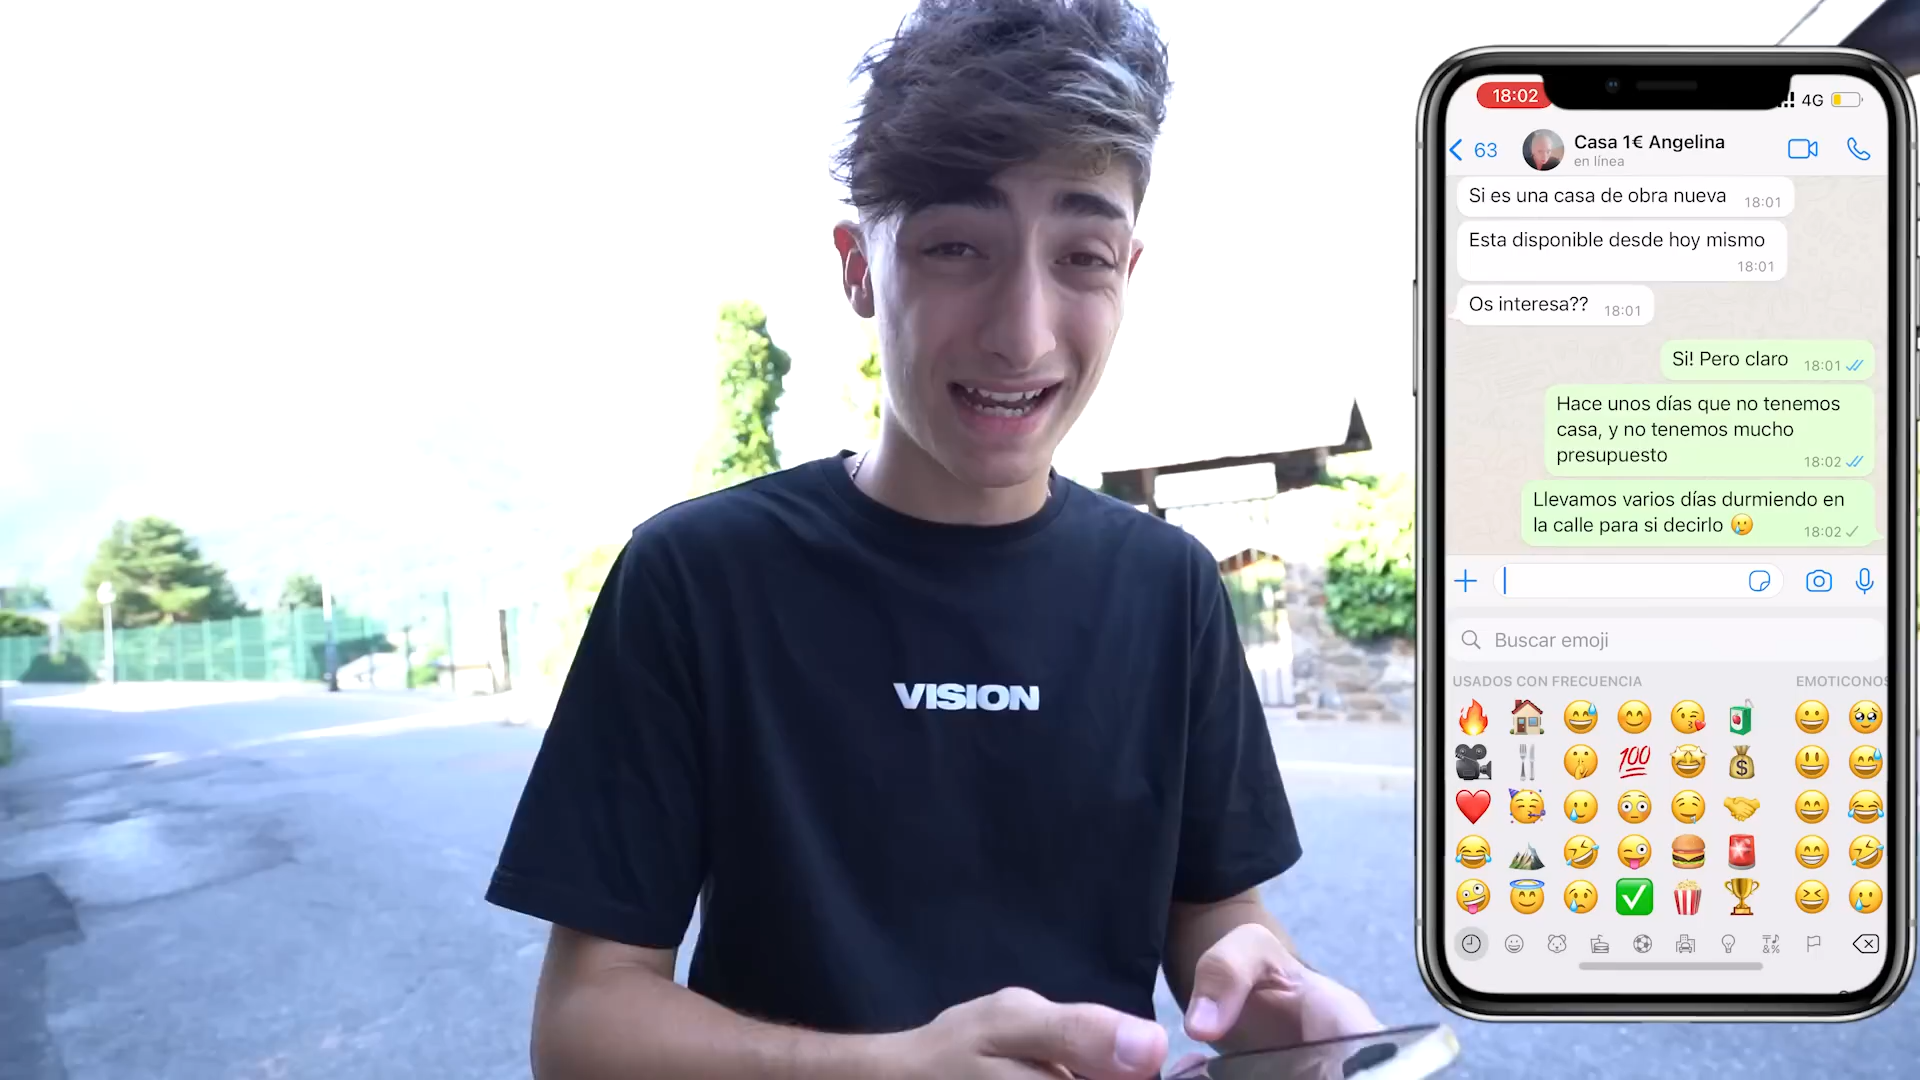 VISION
18:02
4G
63
Casa 1€ Angelina
en línea
Si es una casa de obra nueva 18:01
Esta disponible desde hoy mismo
18:01
Os interesa?? 18:01
Si! Pero claro 18:01
Hace unos días que no tenemos
casa, y no tenemos mucho
presupuesto 18:02
Llevamos varios días durmiendo en
la calle para si decirlo 🥲 18:02
Buscar emoji
USADOS CON FRECUENCIA EMOTICONOS